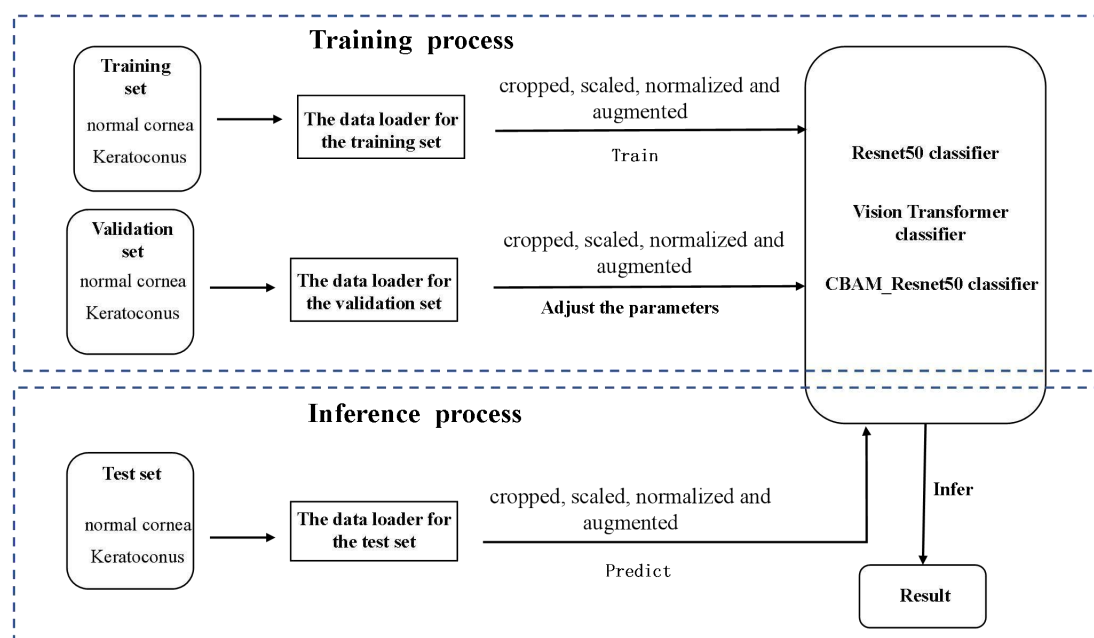 Training process
Training
set
normal cornea
Keratoconus
The data loader for
the training set
cropped, scaled, normalized and
augmented
Train
Validation
set
normal cornea
Keratoconus
The data loader for
the validation set
cropped, scaled, normalized and
augmented
Adjust the parameters
Resnet50 classifier
Vision Transformer
classifier
CBAM_Resnet50 classifier
Inference process
Test set
normal cornea
Keratoconus
The data loader for
the test set
cropped, scaled, normalized and
augmented
Predict
Infer
Result